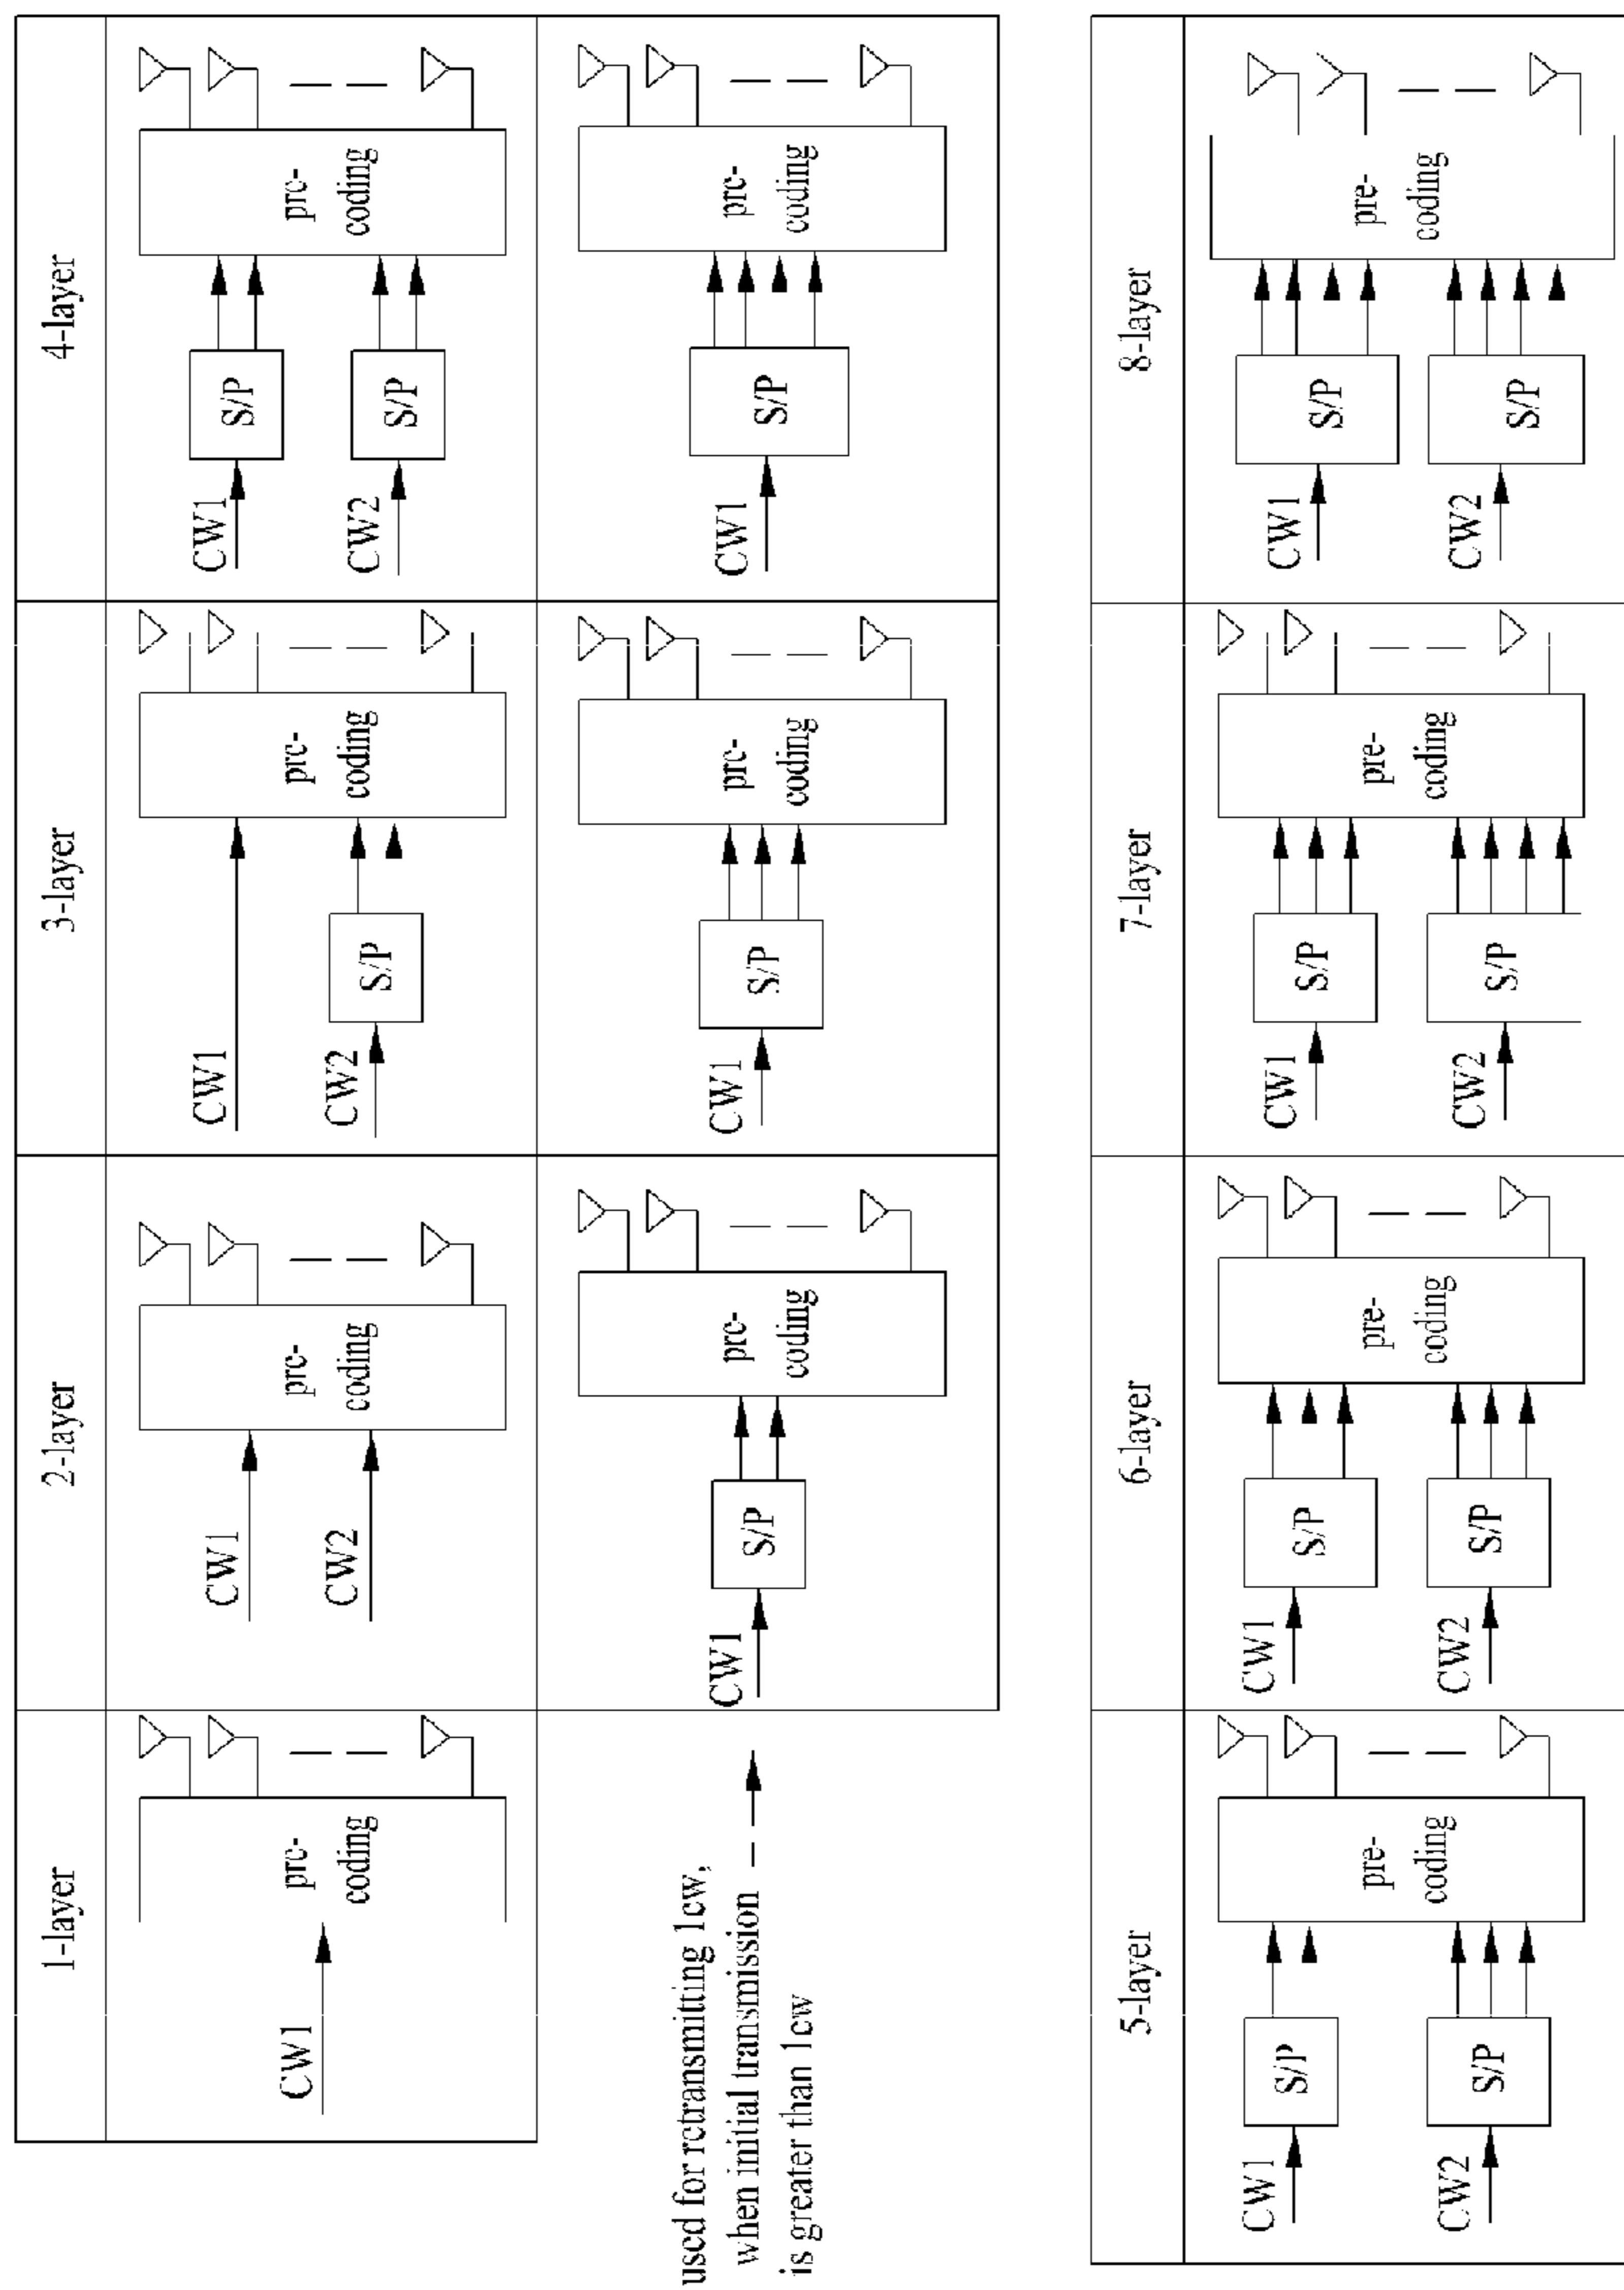 1-layer
2-layer
3-layer
4-layer
CW1
pre-
coding
CW1
CW2
pre-
coding
CW1
CW2
S/P
pre-
coding
CW1
CW2
S/P
S/P
pre-
coding
used for retransmitting 1cw,
when initial transmission
is greater than 1cw
CW1
S/P
pre-
coding
CW1
S/P
pre-
coding
CW1
S/P
pre-
coding
5-layer
6-layer
7-layer
8-layer
CW1
CW2
S/P
S/P
pre-
coding
CW1
CW2
S/P
S/P
pre-
coding
CW1
CW2
S/P
S/P
pre-
coding
CW1
CW2
S/P
S/P
pre-
coding